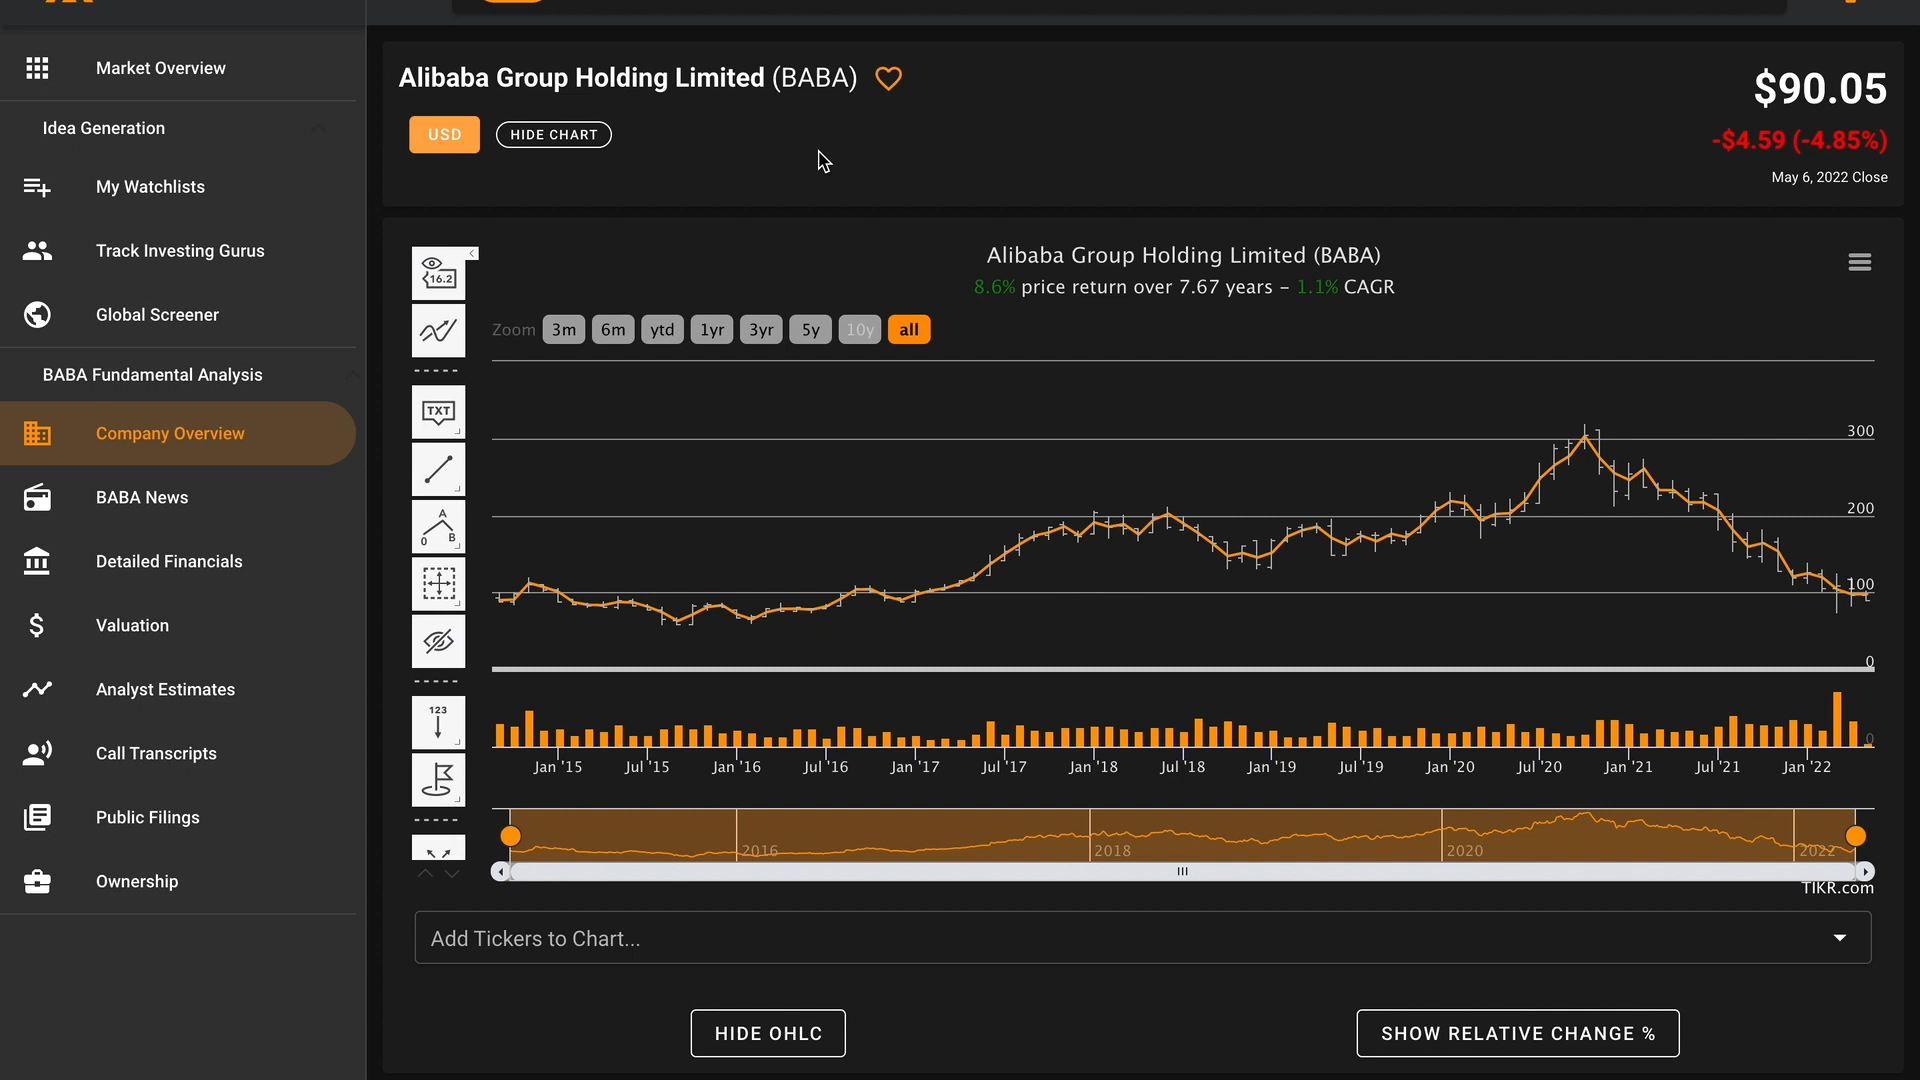 Market Overview
Idea Generation
My Watchlists
Track Investing Gurus
Global Screener
BABA Fundamental Analysis
Company Overview
BABA News
Detailed Financials
Valuation
Analyst Estimates
Call Transcripts
Public Filings
Ownership
Alibaba Group Holding Limited (BABA)
USD HIDE CHART
$90.05
-$4.59 (-4.85%)
May 6, 2022 Close
Alibaba Group Holding Limited (BABA)
8.6% price return over 7.67 years – 1.1% CAGR
Zoom 3m 6m ytd 1yr 3yr 5y 10y all
16.2
TXT
A
0 B
123
300
200
100
0
0
Jan '15 Jul '15 Jan '16 Jul '16 Jan '17 Jul '17 Jan '18 Jul '18 Jan '19 Jul '19 Jan '20 Jul '20 Jan '21 Jul '21 Jan '22
2016 2018 2020 2022
TIKR.com
Add Tickers to Chart...
HIDE OHLC SHOW RELATIVE CHANGE %